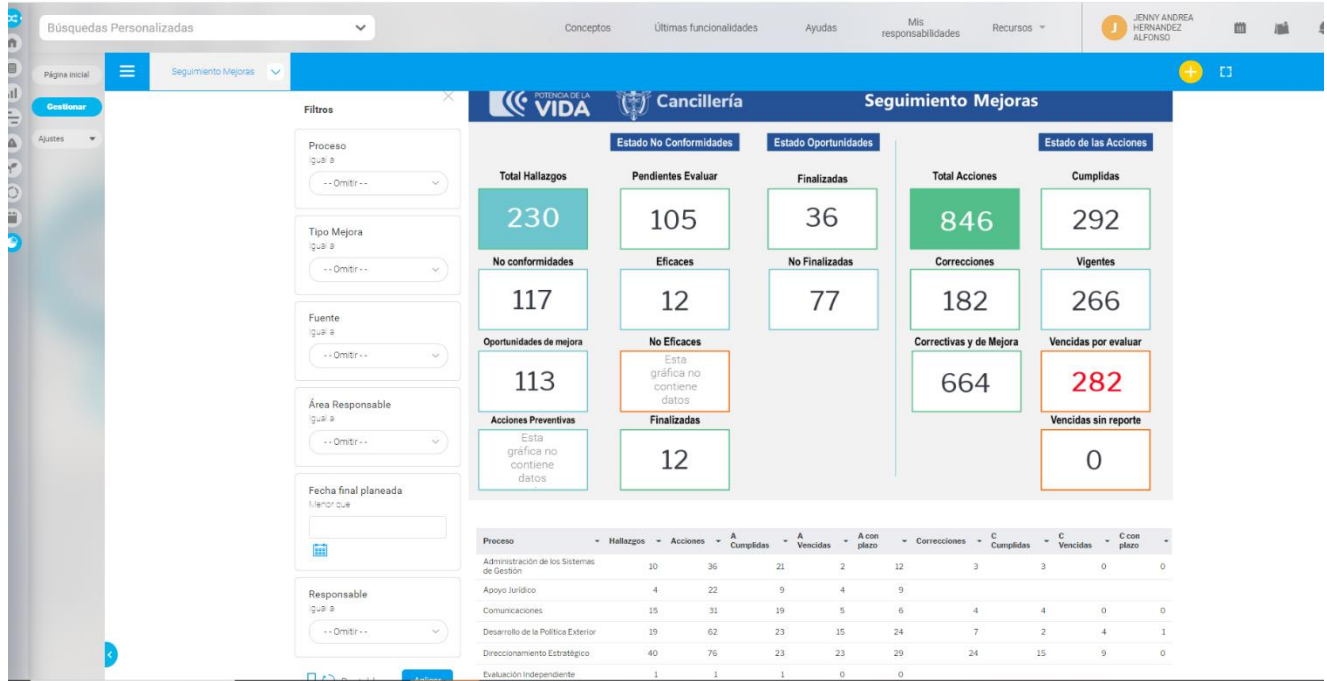 Búsquedas Personalizadas
Conceptos
Últimas funcionalidades
Ayudas
Mis
responsabilidades
Recursos
J
JENNY ANDREA
HERNANDEZ
ALFONSO
Página Inicial
Gestionar
Ajustes
Seguimiento Mejoras
Filtros
Proceso
Igual a
--Omitir--
Tipo Mejora
Igual a
--Omitir--
Fuente
Igual a
--Omitir--
Área Responsable
Igual a
--Omitir--
Fecha final planeada
Menor que
Responsable
Igual a
--Omitir--
POTENCIA DE LA
VIDA
Cancillería
Seguimiento Mejoras
Estado No Conformidades
Estado Oportunidades
Estado de las Acciones
Total Hallazgos
Pendientes Evaluar
Finalizadas
Total Acciones
Cumplidas
230
105
36
846
292
No conformidades
Eficaces
No Finalizadas
Correcciones
Vigentes
117
12
77
182
266
Oportunidades de mejora
No Eficaces
Correctivas y de Mejora
Vencidas por evaluar
113
Esta
gráfica no
contiene
datos
664
282
Acciones Preventivas
Finalizadas
Vencidas sin reporte
Esta
gráfica no
contiene
datos
12
0
Proceso Hallazgos Acciones A Cumplidas A Vencidas A con plazo Correcciones C Cumplidas C Vencidas C con plazo
Administración de los Sistemas de Gestión 10 36 21 2 12 3 3 0 0
Apoyo Jurídico 4 22 9 4 9
Comunicaciones 15 31 19 5 6 4 4 0 0
Desarrollo de la Política Exterior 19 62 23 15 24 7 2 4 1
Direccionamiento Estratégico 40 76 23 23 29 24 15 9 0
Evaluación Independiente 1 1 1 0 0